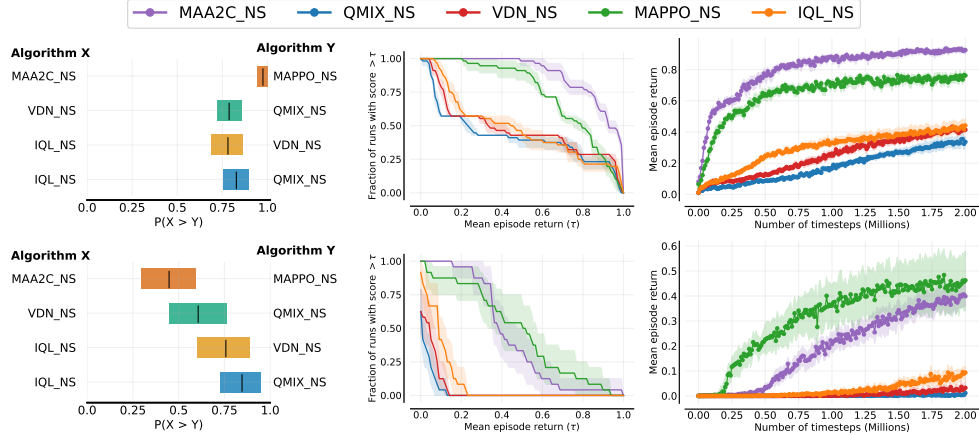 MAA2C_NS QMIX_NS VDN_NS MAPPO_NS IQL_NS
Algorithm X Algorithm Y
MAA2C_NS MAPPO_NS
VDN_NS QMIX_NS
IQL_NS VDN_NS
IQL_NS QMIX_NS
0.0 0.25 0.5 0.75 1.0
P(X > Y)
Fraction of runs with score > τ
1.00
0.75
0.50
0.25
0.00
0.0 0.2 0.4 0.6 0.8 1.0
Mean episode return (τ)
Mean episode return
0.8
0.6
0.4
0.2
0.0
0.00 0.25 0.50 0.75 1.00 1.25 1.50 1.75 2.00
Number of timesteps (Millions)
Algorithm X Algorithm Y
MAA2C_NS MAPPO_NS
VDN_NS QMIX_NS
IQL_NS VDN_NS
IQL_NS QMIX_NS
0.0 0.25 0.5 0.75 1.0
P(X > Y)
Fraction of runs with score > τ
1.00
0.75
0.50
0.25
0.00
0.0 0.2 0.4 0.6 0.8 1.0
Mean episode return (τ)
Mean episode return
0.6
0.5
0.4
0.3
0.2
0.1
0.0
0.00 0.25 0.50 0.75 1.00 1.25 1.50 1.75 2.00
Number of timesteps (Millions)